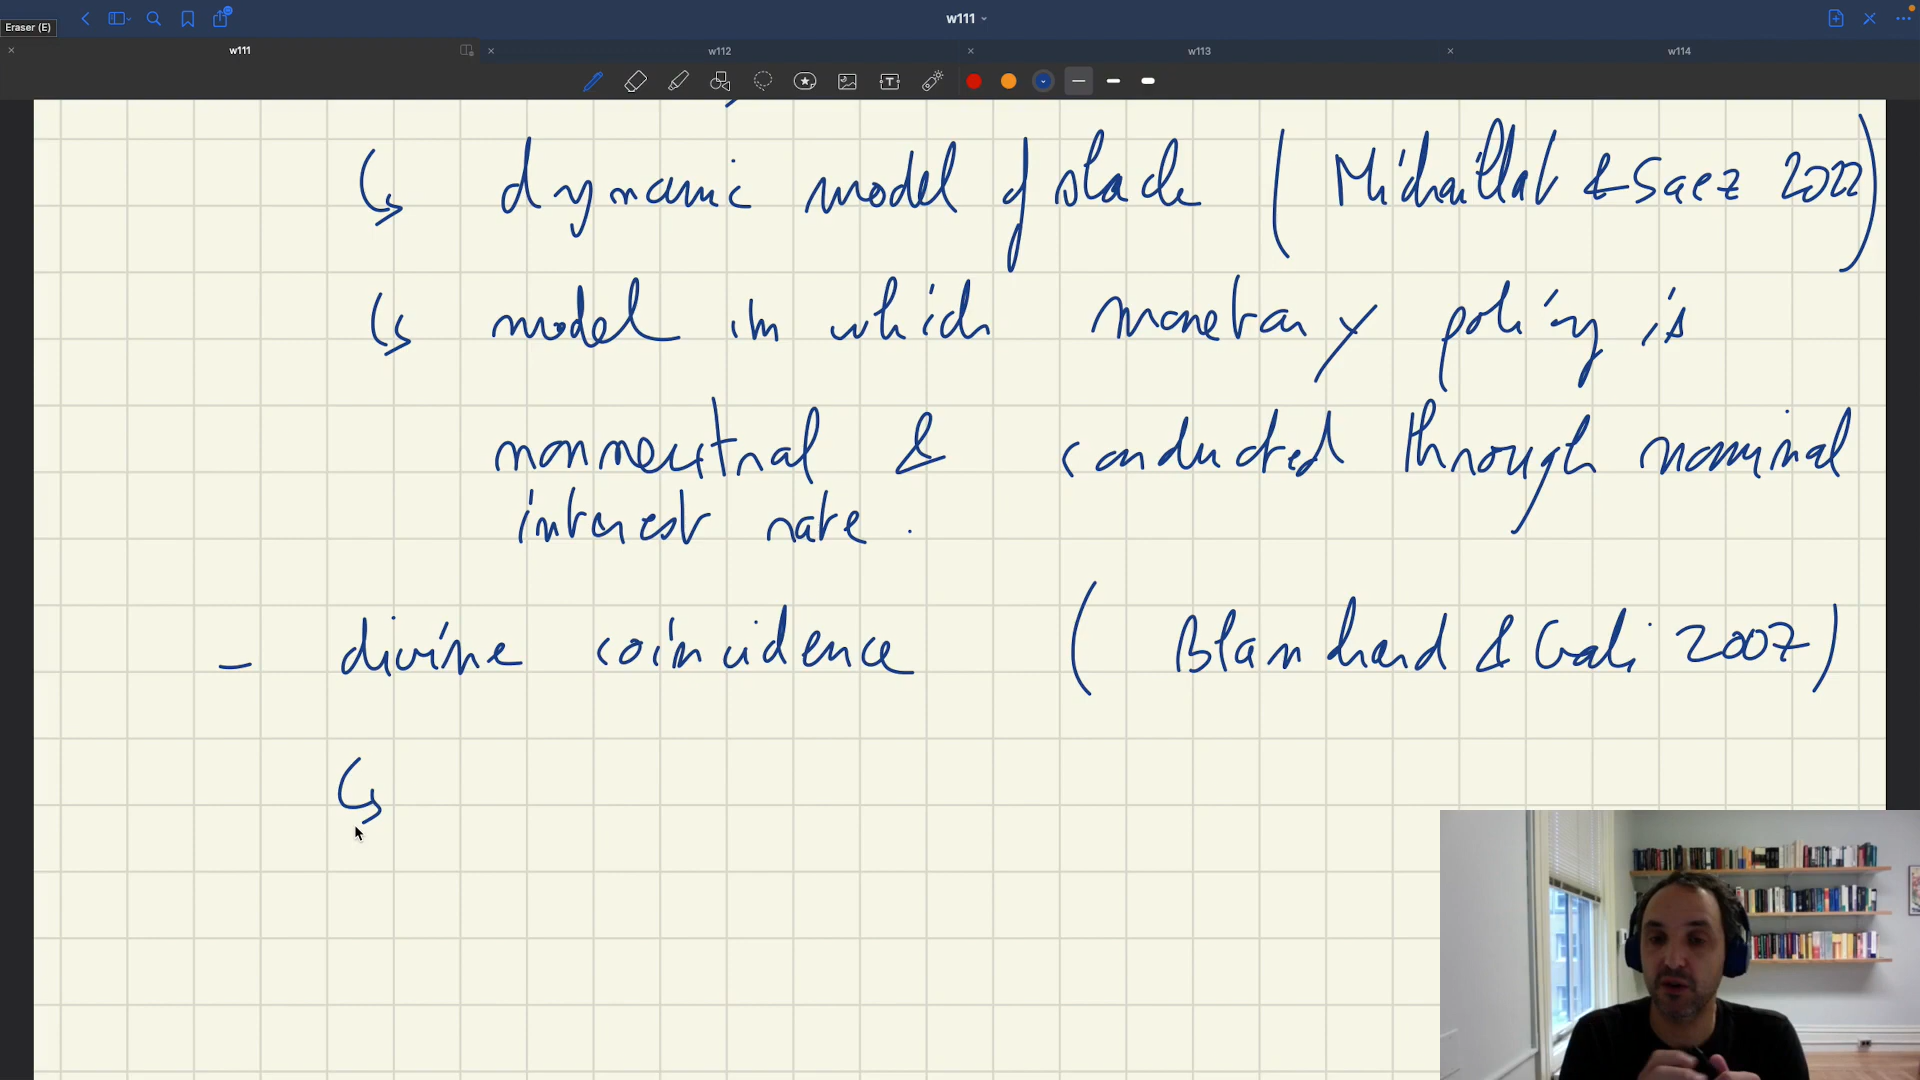 w111
Eraser (E)
w111
w112
w113
w114
dynamic model of slack (Michaillat & Saez 2022)
model in which monetary policy is
nonneutral & conducted through nominal
interest rate.
- divine coincidence (Blanchard & Gali 2007)